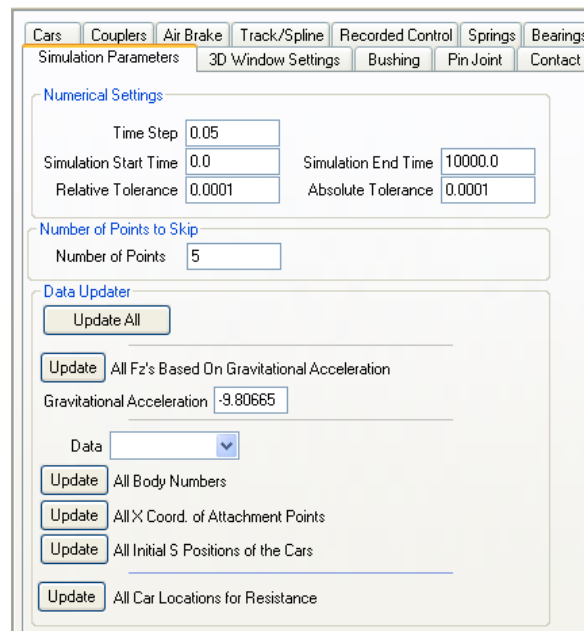 Cars Couplers Air Brake Track/Spline Recorded Control Springs Bearings
Simulation Parameters 3D Window Settings Bushing Pin Joint Contact
Numerical Settings
Time Step 0.05
Simulation Start Time 0.0 Simulation End Time 10000.0
Relative Tolerance 0.0001 Absolute Tolerance 0.0001
Number of Points to Skip
Number of Points 5
Data Updater
Update All
Update All Fz's Based On Gravitational Acceleration
Gravitational Acceleration -9.80665
Data
Update All Body Numbers
Update All X Coord. of Attachment Points
Update All Initial S Positions of the Cars
Update All Car Locations for Resistance